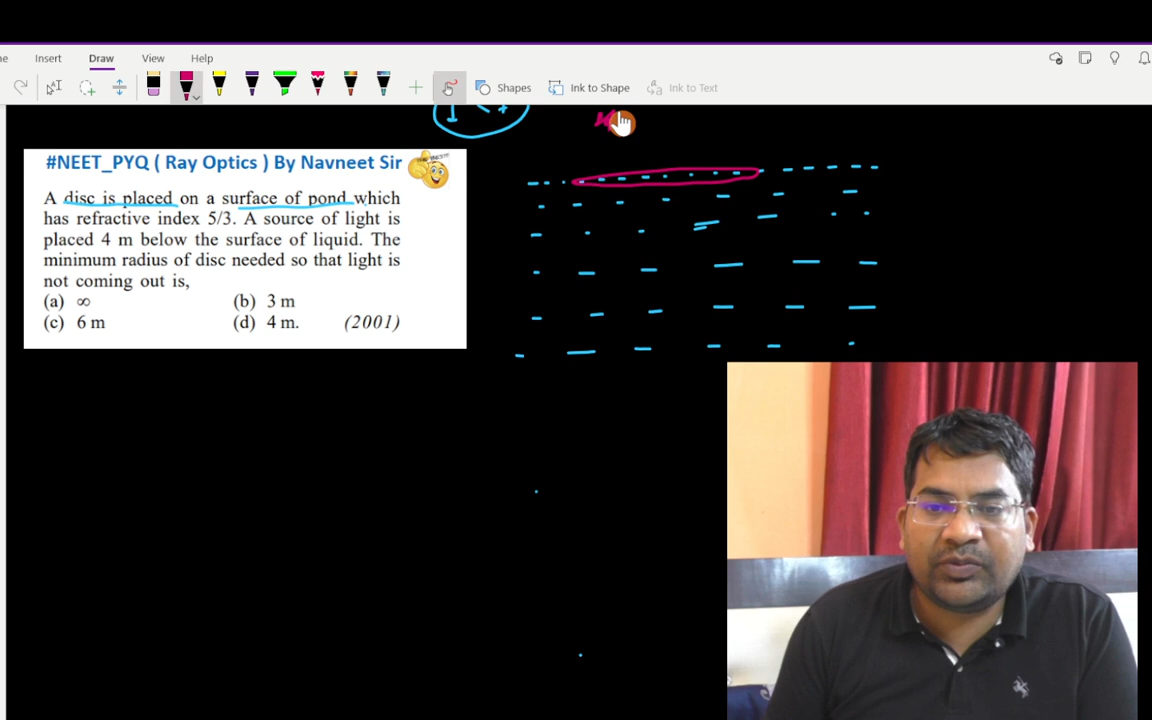 Insert Draw View Help
Shapes Ink to Shape Ink to Text
#NEET_PYQ ( Ray Optics ) By Navneet Sir
A disc is placed on a surface of pond which
has refractive index 5/3. A source of light is
placed 4 m below the surface of liquid. The
minimum radius of disc needed so that light is
not coming out is,
(a) ∞ (b) 3 m
(c) 6 m (d) 4 m. (2001)